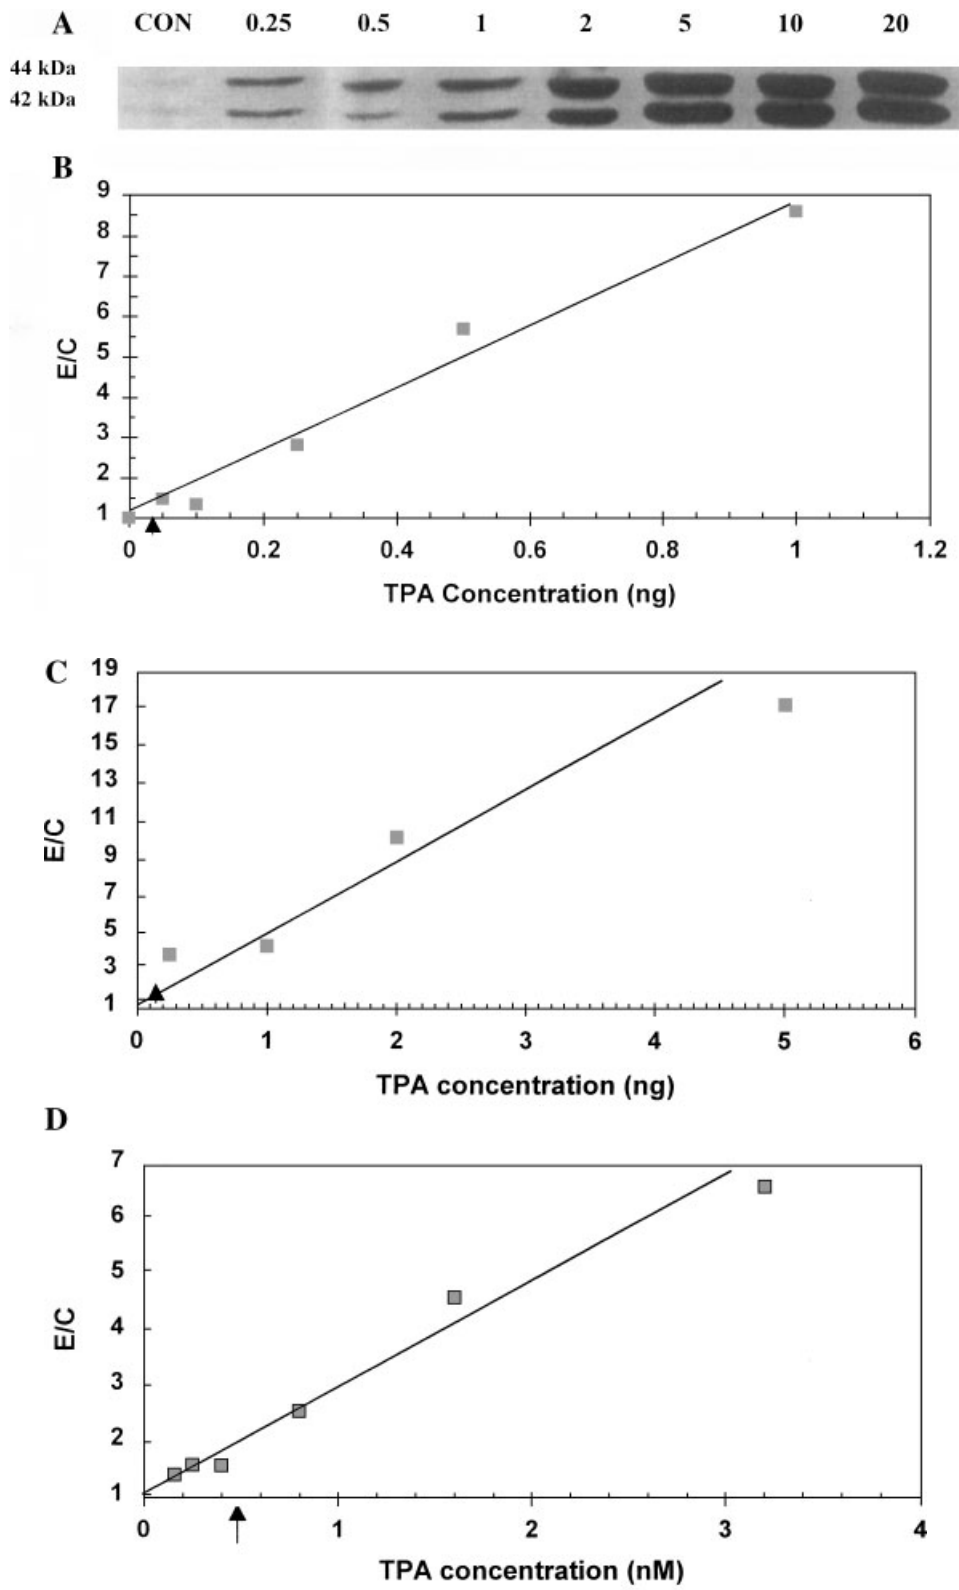 A CON 0.25 0.5 1 2 5 10 20
44 kDa
42 kDa
B
9
8
7
6
5
4
3
2
1
E/C
0 0.2 0.4 0.6 0.8 1 1.2
TPA Concentration (ng)
C
19
17
15
13
11
9
7
5
3
1
E/C
0 1 2 3 4 5 6
TPA concentration (ng)
D
7
6
5
4
3
2
1
E/C
0 1 2 3 4
TPA concentration (nM)